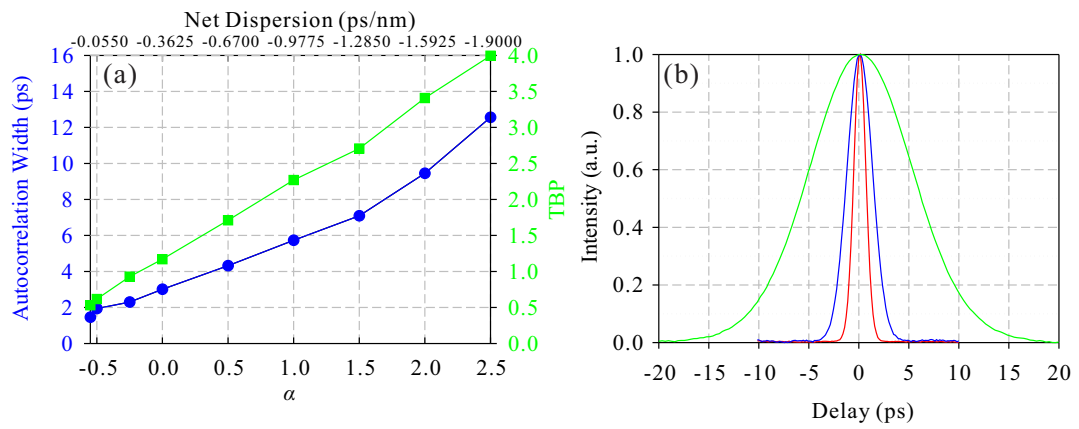 Net Dispersion (ps/nm)
-0.0550 -0.3625 -0.6700 -0.9775 -1.2850 -1.5925 -1.9000
(a)
Autocorrelation Width (ps)
16
14
12
10
8
6
4
2
0
4.0
3.5
3.0
2.5
2.0
1.5
1.0
0.5
0.0
TBP
-0.5 0.0 0.5 1.0 1.5 2.0 2.5
α
(b)
Intensity (a.u.)
1.0
0.8
0.6
0.4
0.2
0.0
-20 -15 -10 -5 0 5 10 15 20
Delay (ps)